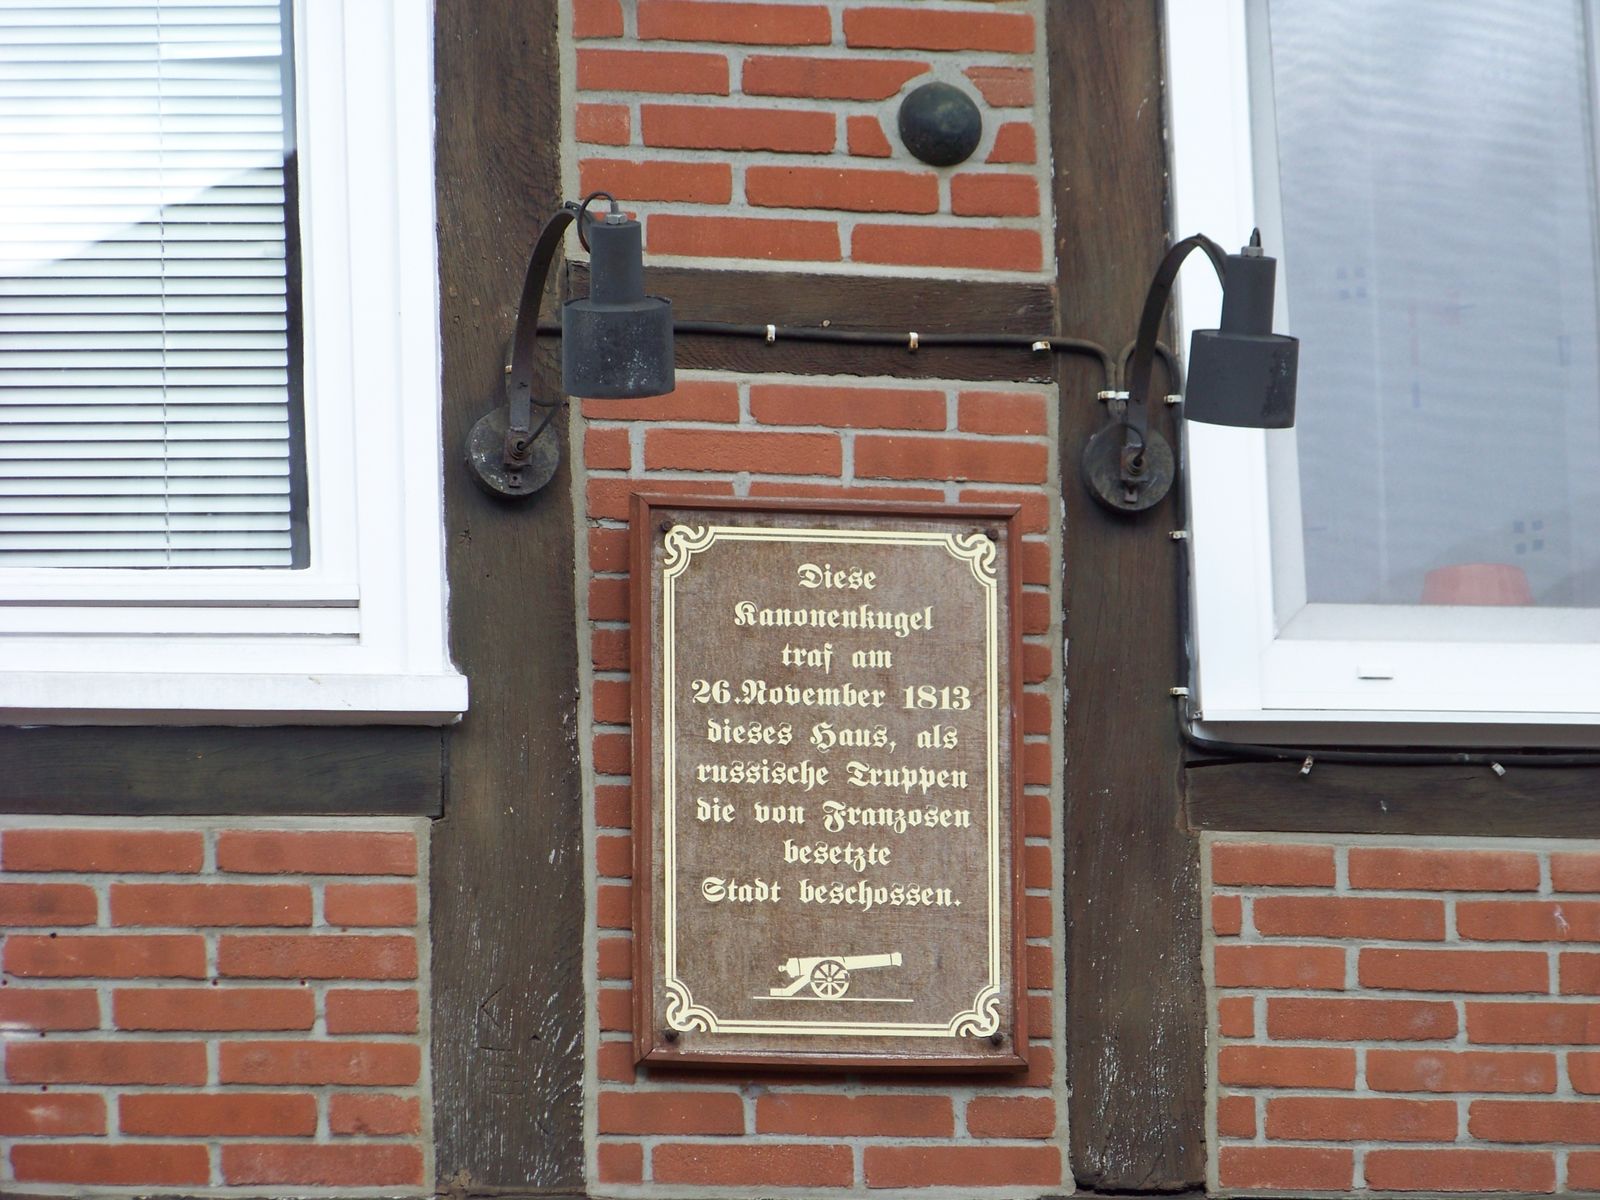 Diese
Kanonenkugel
traf am
26. November 1813
dieses Haus, als
russische Truppen
die von Franzosen
besetzte
Stadt beschossen.